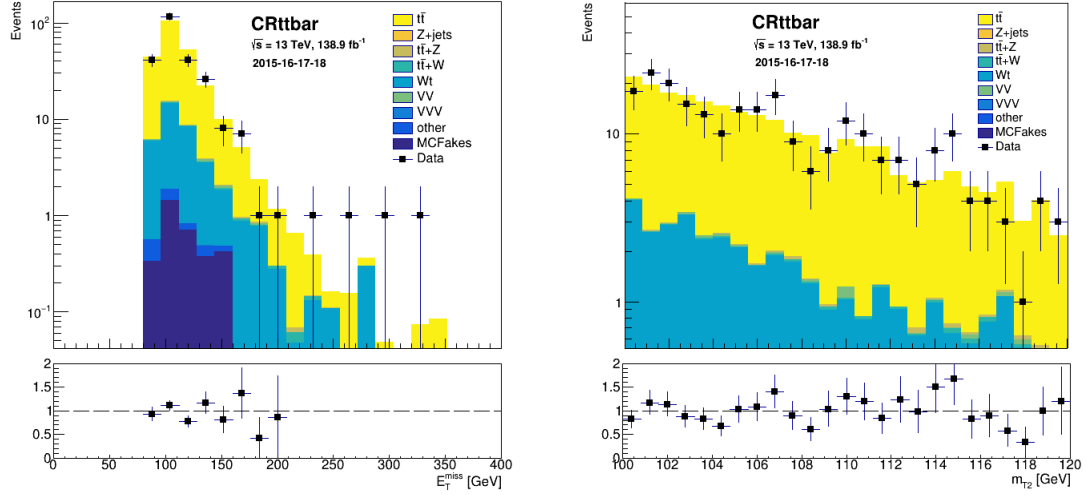 Events
10²
10
1
10⁻¹
CRttbar
√s = 13 TeV, 138.9 fb⁻¹
2015-16-17-18
tt̄
Z+jets
tt̄+Z
tt̄+W
Wt
VV
VVV
other
MCFakes
Data
2
1.5
1
0.5
0
0 50 100 150 200 250 300 350 400
E_T^miss [GeV]
Events
10
1
CRttbar
√s = 13 TeV, 138.9 fb⁻¹
2015-16-17-18
tt̄
Z+jets
tt̄+Z
tt̄+W
Wt
VV
VVV
other
MCFakes
Data
2
1.5
1
0.5
0
100 102 104 106 108 110 112 114 116 118 120
m_T2 [GeV]